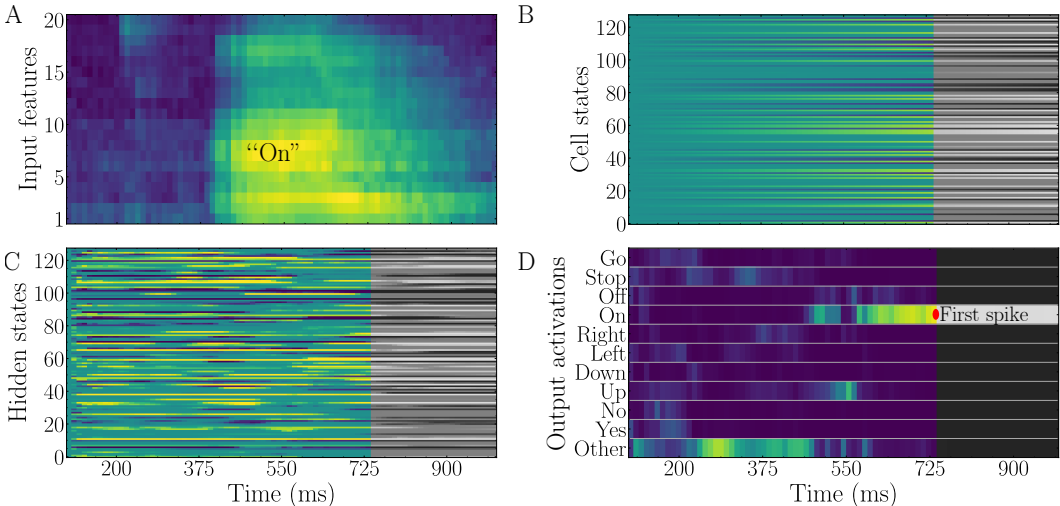 A
Input features
20
15
10
5
1
“On”
B
Cell states
120
100
80
60
40
20
0
C
Hidden states
120
100
80
60
40
20
0
200 375 550 725 900
Time (ms)
D
Output activations
Go
Stop
Off
On
Right
Left
Down
Up
No
Yes
Other
First spike
200 375 550 725 900
Time (ms)